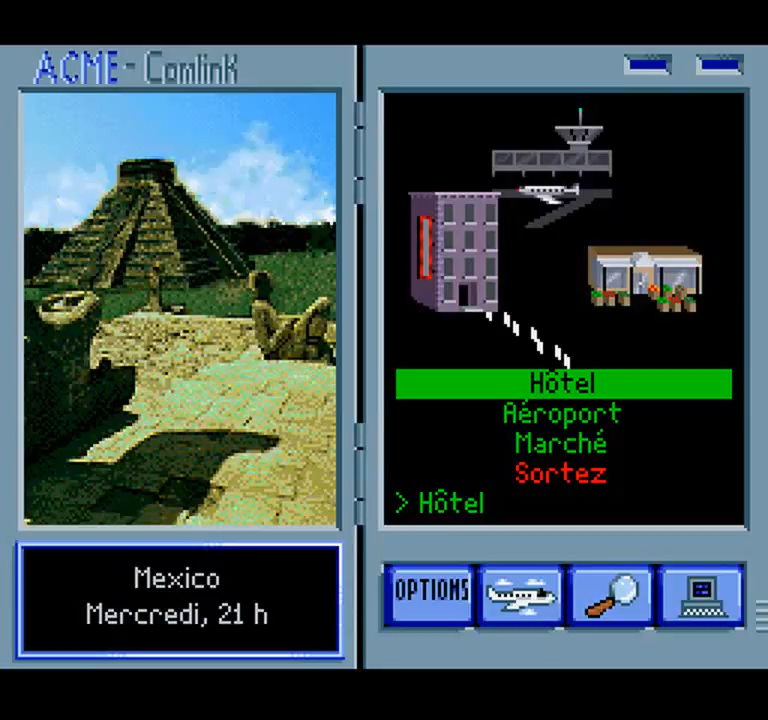 ACME - Comlink
Mexico
Mercredi, 21 h
Hôtel
Aéroport
Marché
Sortez
> Hôtel
OPTIONS